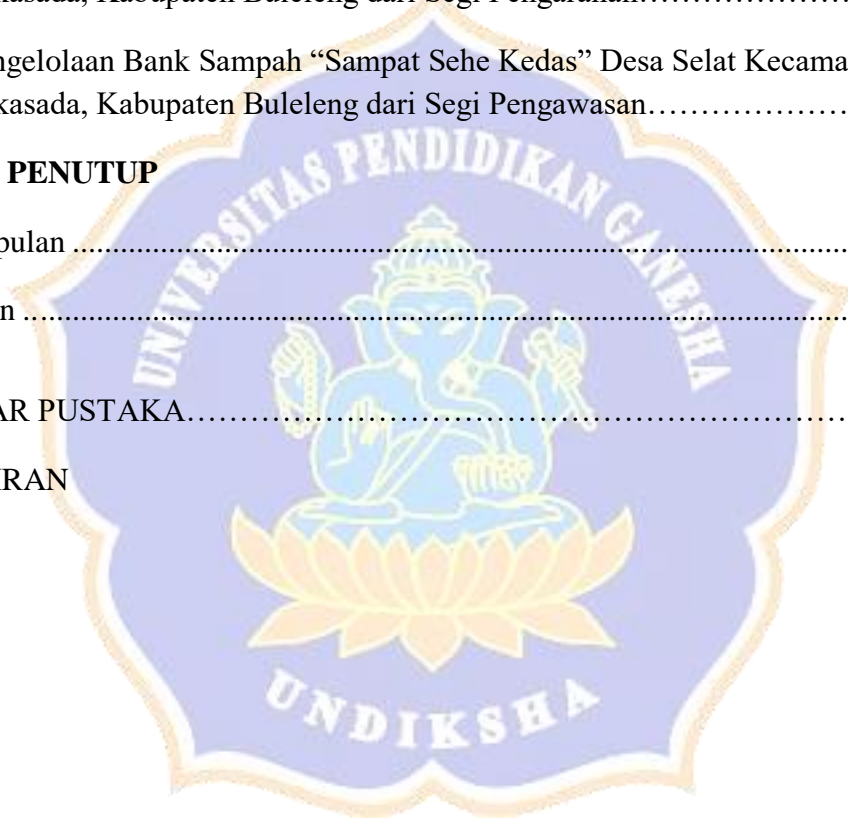 kasada, Kabupaten Buleleng dari Segi Pengarahan…………………
ngelolaan Bank Sampah “Sampat Sehe Kedas” Desa Selat Kecama
kasada, Kabupaten Buleleng dari Segi Pengawasan…………………
PENUTUP
UNIVERSITAS PENDIDIKAN GANESHA
pulan ..........................................................................................
n ................................................................................................
AR PUSTAKA……………………………………………………………………
IRAN
UNDIKSHA